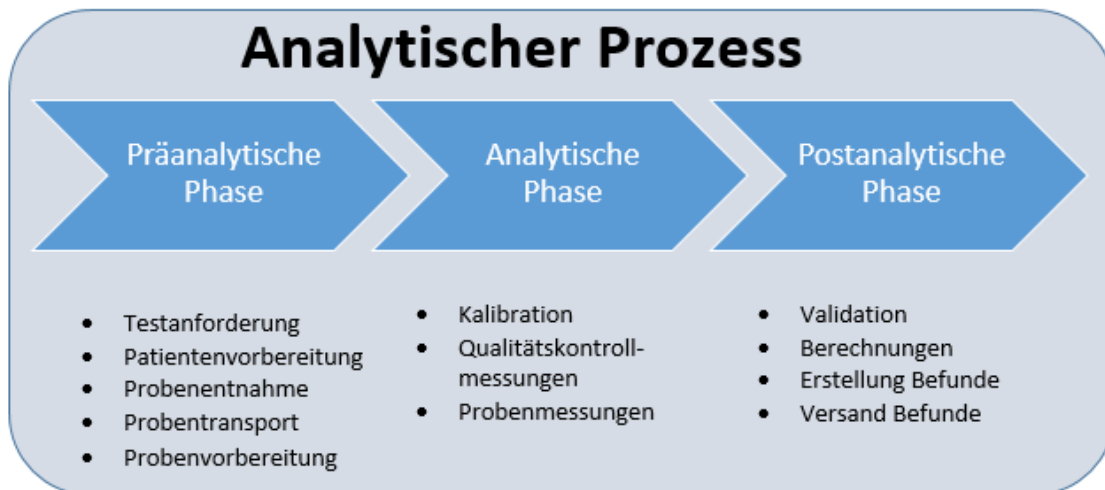 Analytischer Prozess
Präanalytische
Phase
Analytische
Phase
Postanalytische
Phase
• Testanforderung
• Patientenvorbereitung
• Probenentnahme
• Probentransport
• Probenvorbereitung
• Kalibration
• Qualitätskontroll-
messungen
• Probenmessungen
• Validation
• Berechnungen
• Erstellung Befunde
• Versand Befunde